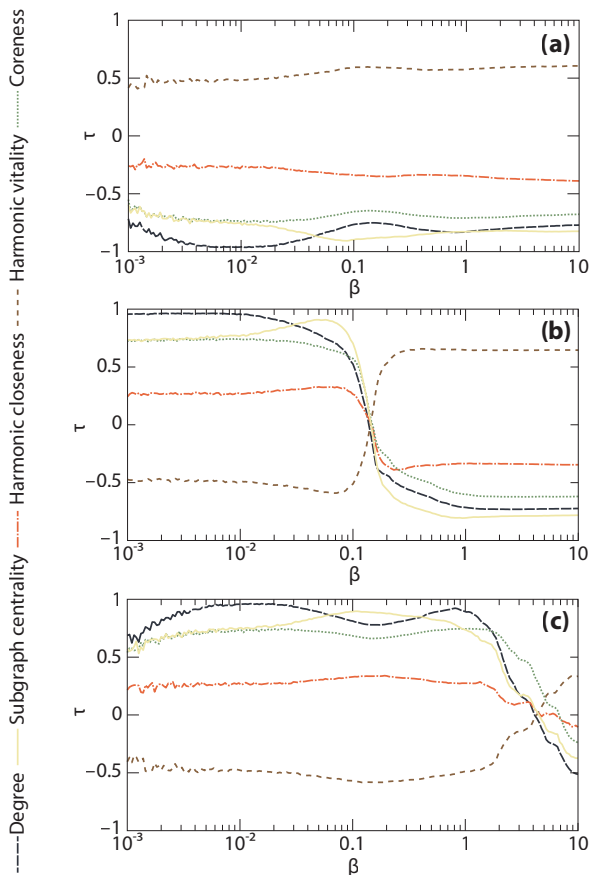 Degree
Subgraph centrality
Harmonic closeness
Harmonic vitality
Coreness
(a)
1
0.5
0
−0.5
−1
τ
10-3
10-2
0.1
1
10
β
(b)
1
0.5
0
−0.5
−1
τ
10-3
10-2
0.1
1
10
β
(c)
1
0.5
0
−0.5
−1
τ
10-3
10-2
0.1
1
10
β